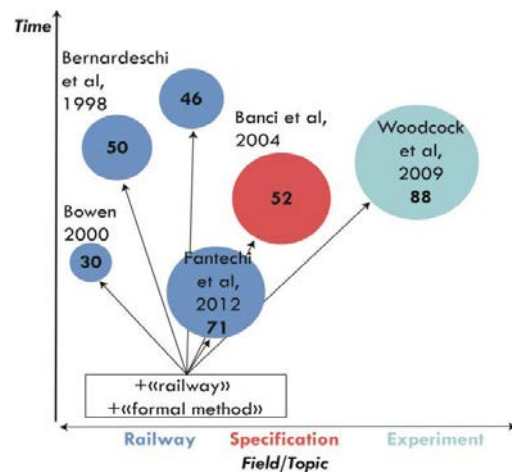 Time
Bernardeschi
et al,
1998
46
50
Banci et al,
2004
52
Woodcock
et al,
2009
88
Bowen
2000
30
Fantechi
et al,
2012
71
+«railway»
+«formal method»
Railway
Specification
Experiment
Field/Topic